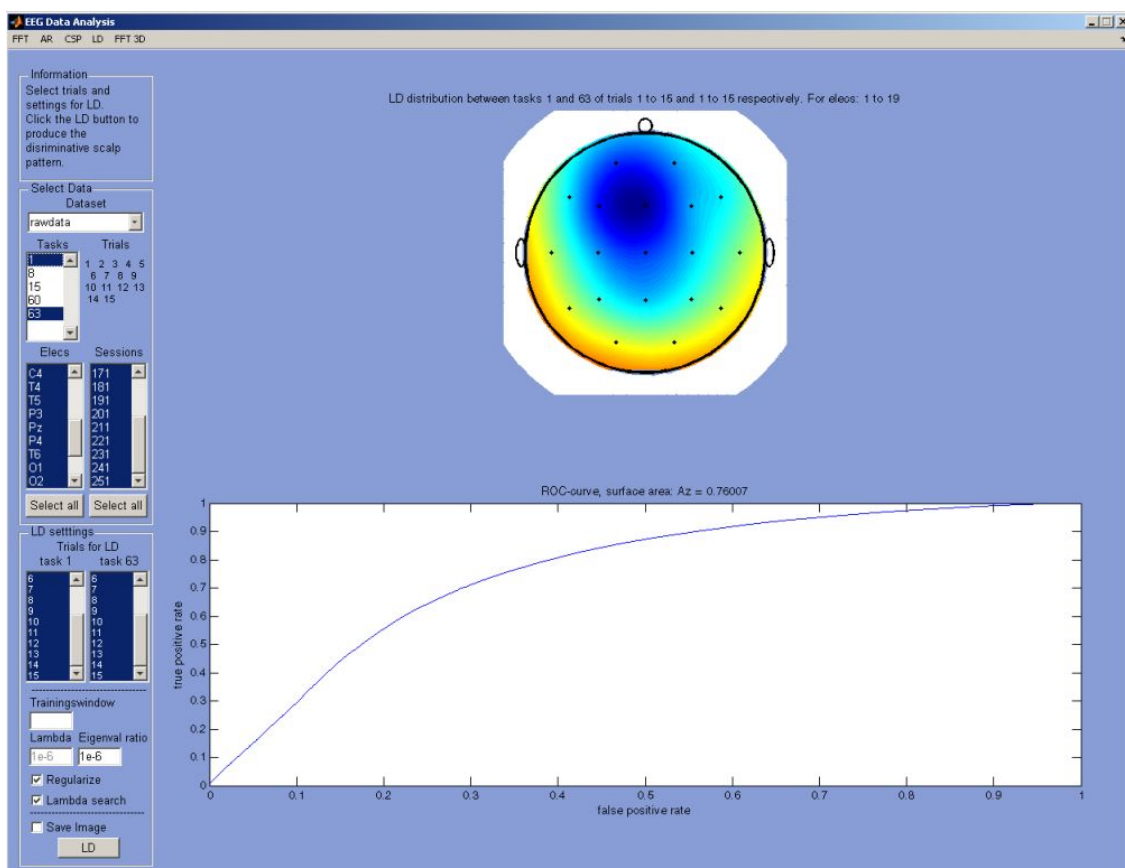 EEG Data Analysis
FFT AR CSP LD FFT 3D
Information
Select trials and
settings for LD.
Click the LD button to
produce the
disriminative scalp
pattern.
Select Data
Dataset
rawdata
Tasks Trials
1
8
15
60
63
1 2 3 4 5
6 7 8 9
10 11 12 13
14 15
Elecs Sessions
C4 171
T4 181
T5 191
P3 201
Pz 211
P4 221
T6 231
O1 241
O2 251
Select all Select all
LD setttings
Trials for LD
task 1 task 63
6 6
7 7
8 8
9 9
10 10
11 11
12 12
13 13
14 14
15 15
Trainingswindow
Lambda Eigenval ratio
1e-6 1e-6
Regularize
Lambda search
Save Image
LD
LD distribution between tasks 1 and 63 of trials 1 to 15 and 1 to 15 respectively. For elecs: 1 to 19
ROC-curve, surface area: Az = 0.76007
true positive rate
1
0.9
0.8
0.7
0.6
0.5
0.4
0.3
0.2
0.1
0
0 0.1 0.2 0.3 0.4 0.5 0.6 0.7 0.8 0.9 1
false positive rate